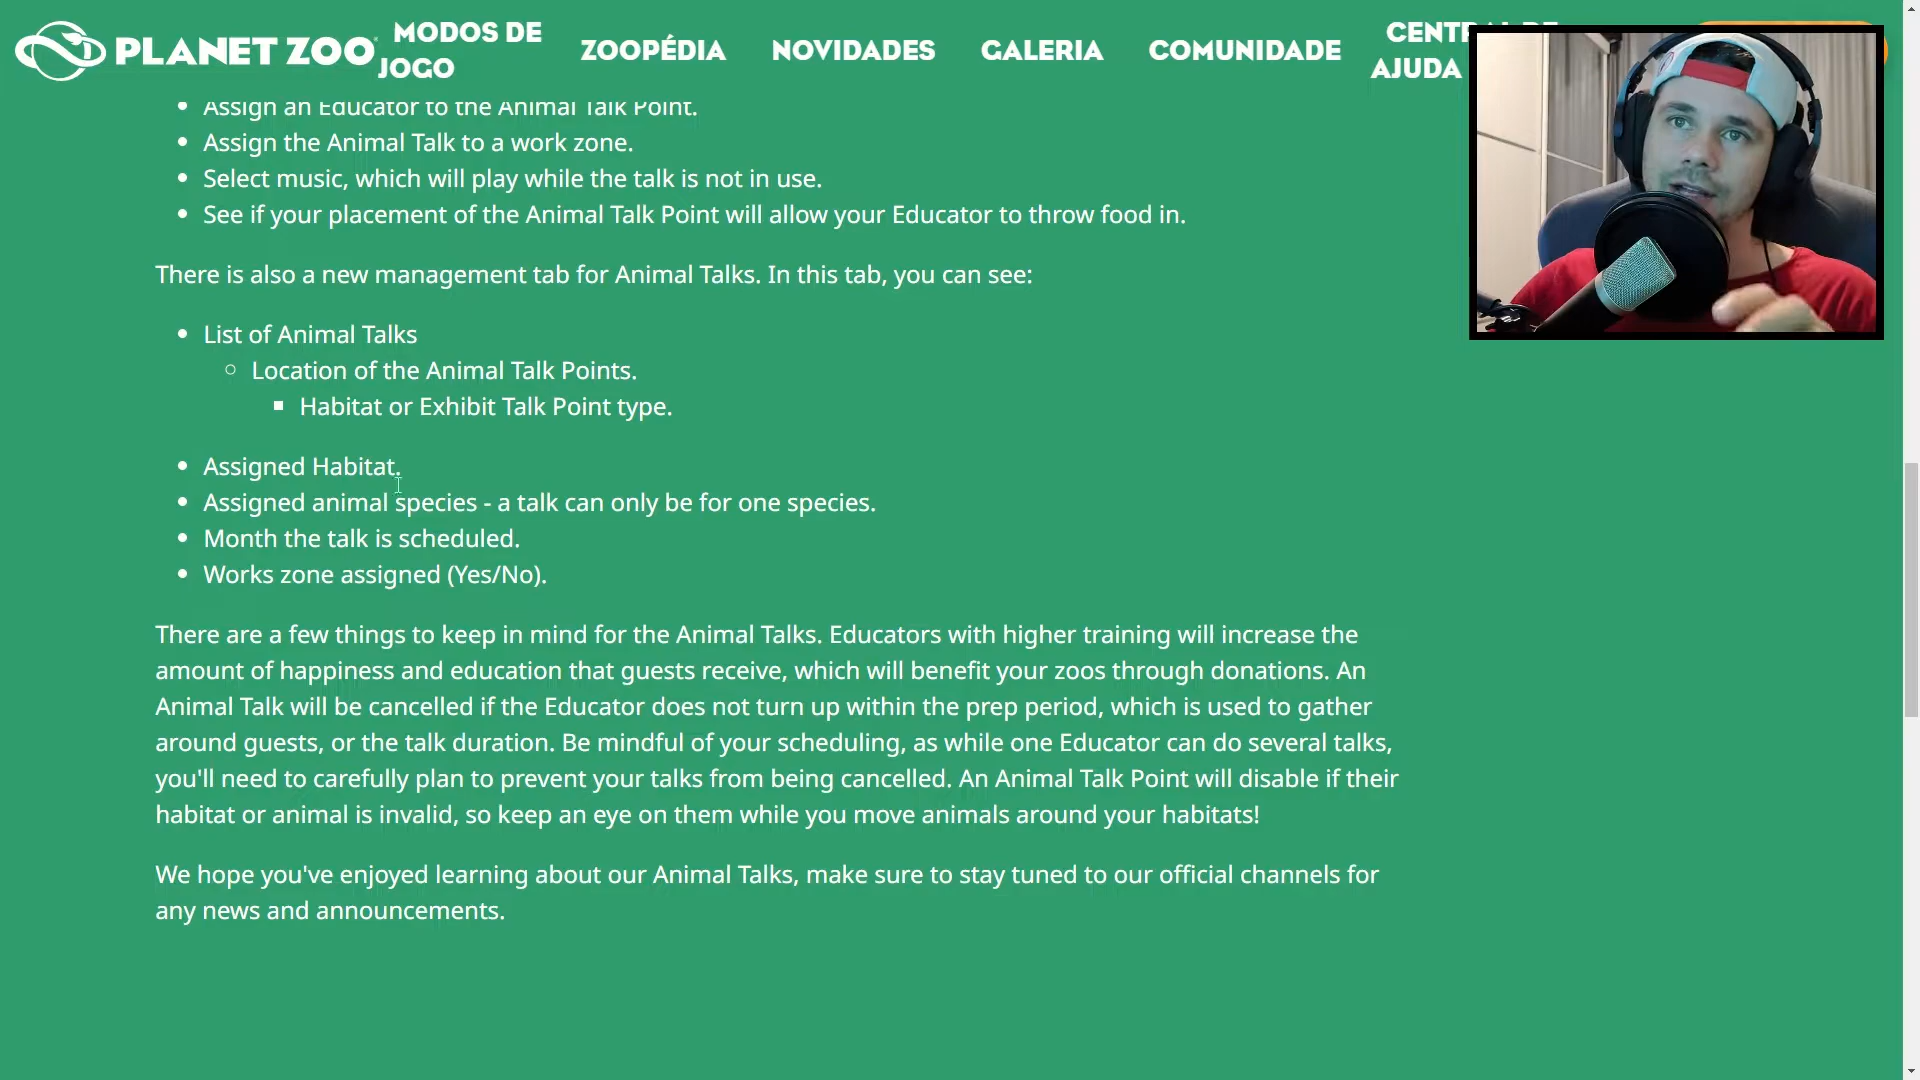 PLANET ZOO
MODOS DE
JOGO
ZOOPÉDIA
NOVIDADES
GALERIA
COMUNIDADE
AJUDA
Assign an Educator to the Animal Talk Point.
Assign the Animal Talk to a work zone.
Select music, which will play while the talk is not in use.
See if your placement of the Animal Talk Point will allow your Educator to throw food in.
There is also a new management tab for Animal Talks. In this tab, you can see:
List of Animal Talks
Location of the Animal Talk Points.
Habitat or Exhibit Talk Point type.
Assigned Habitat.
Assigned animal species - a talk can only be for one species.
Month the talk is scheduled.
Works zone assigned (Yes/No).
There are a few things to keep in mind for the Animal Talks. Educators with higher training will increase the
amount of happiness and education that guests receive, which will benefit your zoos through donations. An
Animal Talk will be cancelled if the Educator does not turn up within the prep period, which is used to gather
around guests, or the talk duration. Be mindful of your scheduling, as while one Educator can do several talks,
you'll need to carefully plan to prevent your talks from being cancelled. An Animal Talk Point will disable if their
habitat or animal is invalid, so keep an eye on them while you move animals around your habitats!
We hope you've enjoyed learning about our Animal Talks, make sure to stay tuned to our official channels for
any news and announcements.